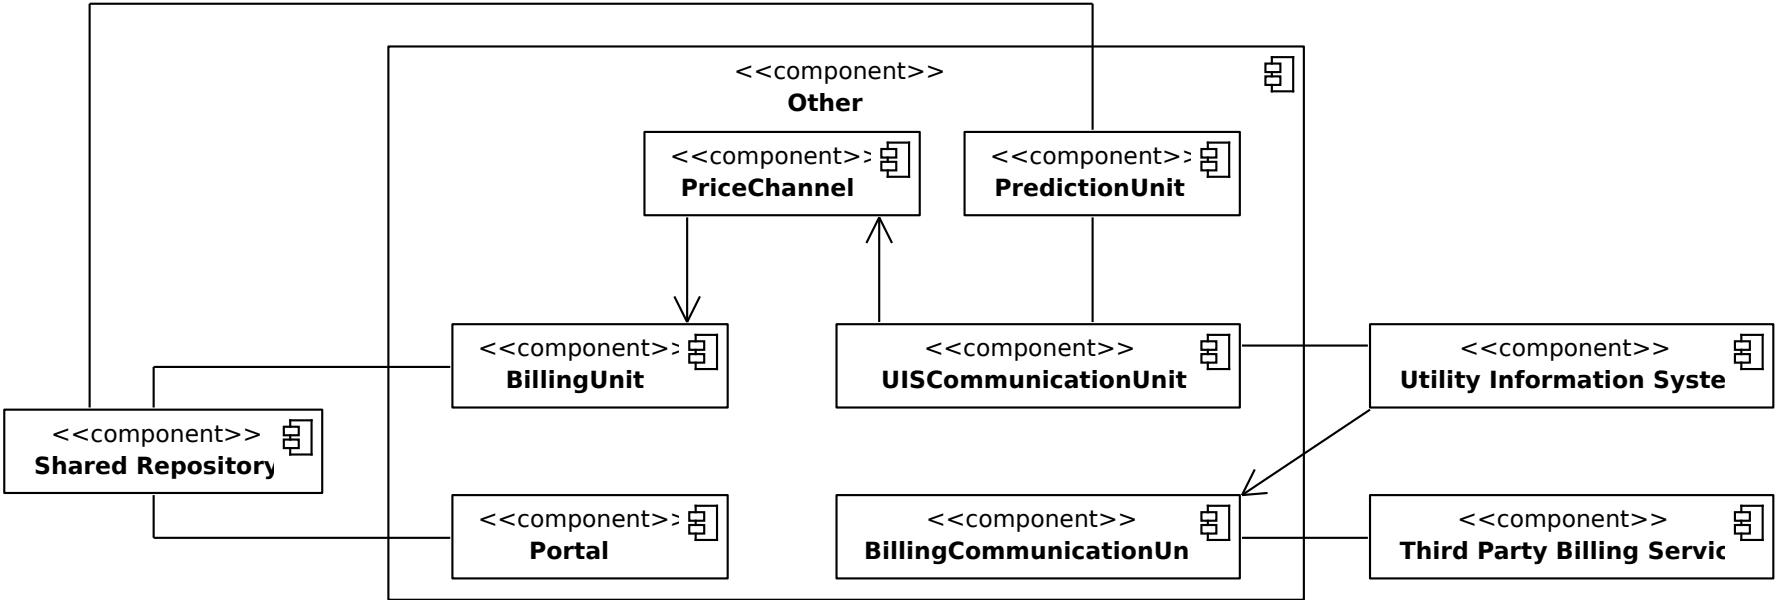 <<component>>
Other
<<component>>
PriceChannel
<<component>>
PredictionUnit
<<component>>
BillingUnit
<<component>>
UISCommunicationUnit
<<component>>
Utility Information Syste
<<component>>
Shared Repository
<<component>>
Portal
<<component>>
BillingCommunicationUn
<<component>>
Third Party Billing Servic